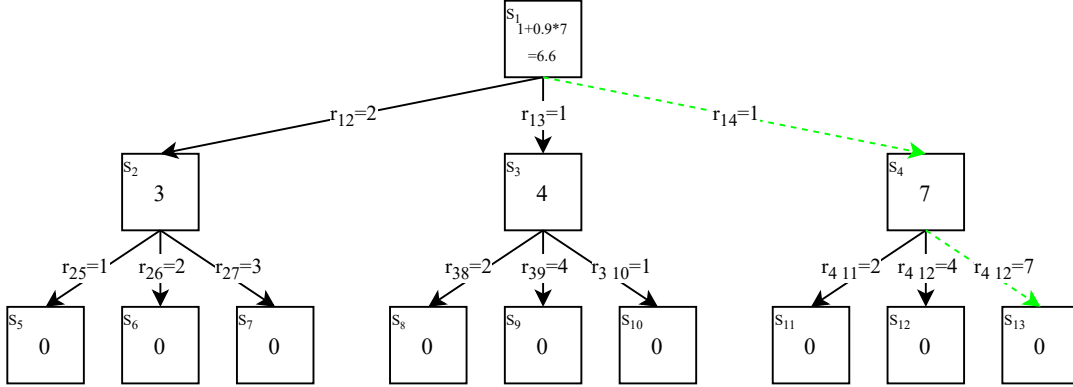 S1
1+0.9*7
=6.6
r12=2
r13=1
r14=1
S2
3
S3
4
S4
7
r25=1
r26=2
r27=3
r38=2
r39=4
r3 10=1
r4 11=2
r4 12=4
r4 12=7
S5
0
S6
0
S7
0
S8
0
S9
0
S10
0
S11
0
S12
0
S13
0